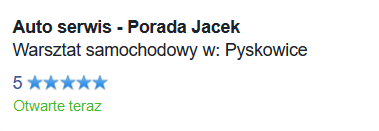 Auto serwis - Porada Jacek
Warsztat samochodowy w: Pyskowice
5 ★★★★★
Otwarte teraz